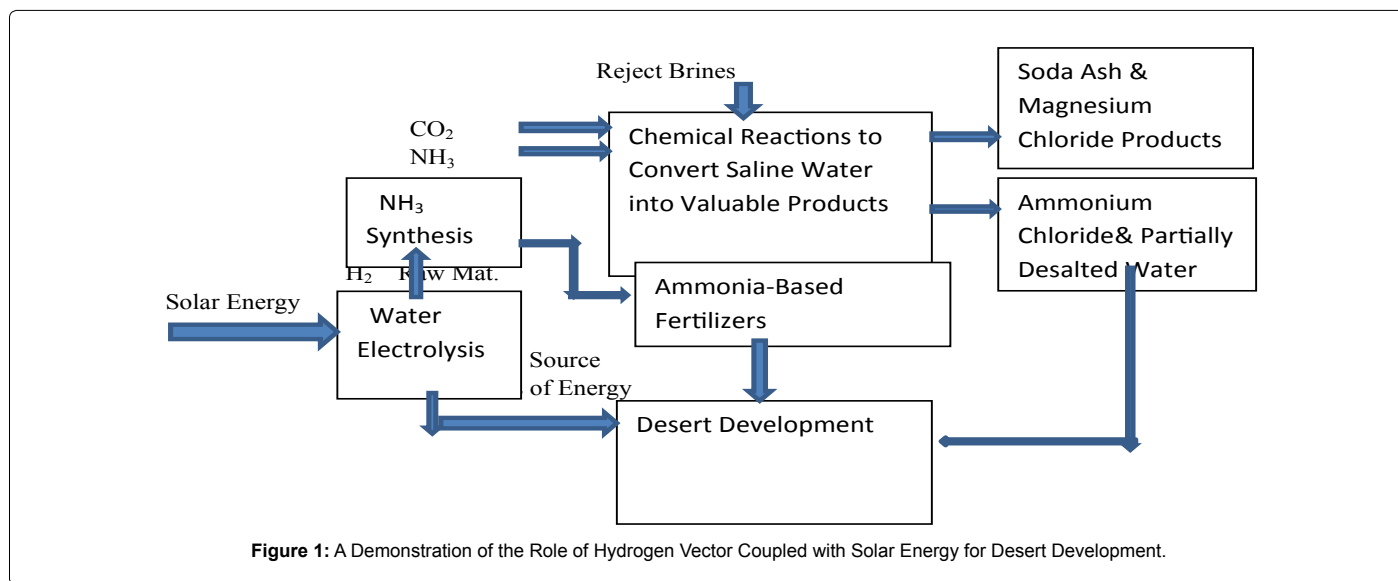 Reject Brines
Soda Ash &
Magnesium
Chloride Products
CO₂
NH₃
Chemical Reactions to
Convert Saline Water
into Valuable Products
NH₃
Synthesis
Ammonium
Chloride& Partially
Desalted Water
H₂ Raw Mat.
Ammonia-Based
Fertilizers
Solar Energy
Water
Electrolysis
Source
of Energy
Desert Development
Figure 1: A Demonstration of the Role of Hydrogen Vector Coupled with Solar Energy for Desert Development.